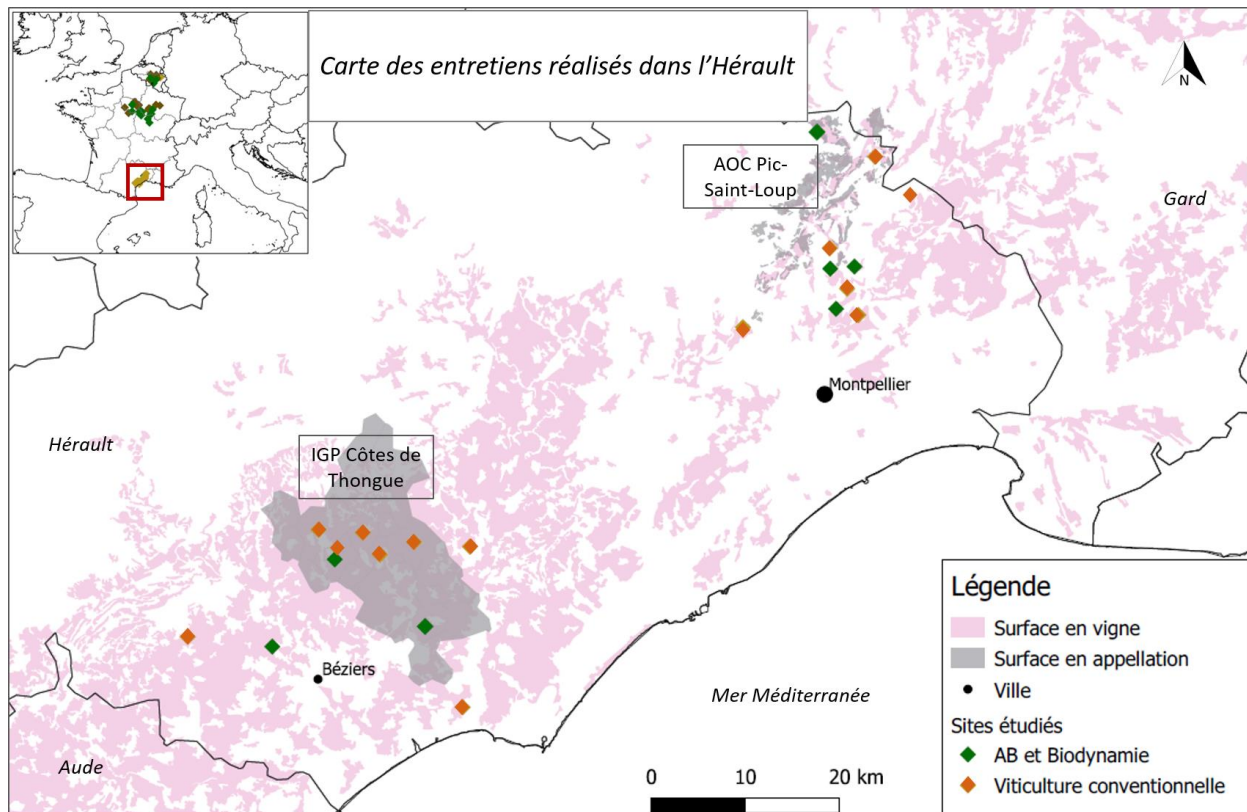 Carte des entretiens réalisés dans l’Hérault
N
AOC Pic-
Saint-Loup
Gard
Montpellier
Hérault
IGP Côtes de
Thongue
Béziers
Mer Méditerranée
Aude
0 10 20 km
Légende
Surface en vigne
Surface en appellation
Ville
Sites étudiés
AB et Biodynamie
Viticulture conventionnelle